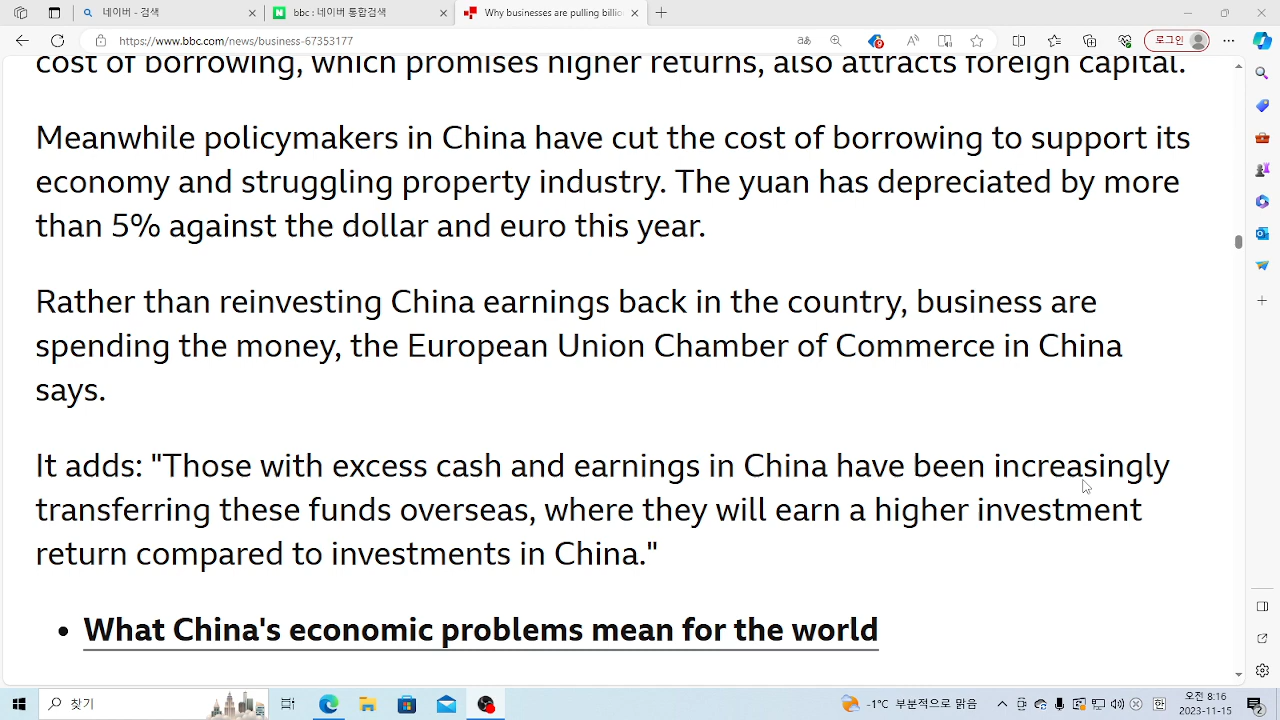 네이버 - 검색
bbc : 네이버 통합검색
Why businesses are pulling billio
https://www.bbc.com/news/business-67353177
로그인
cost of borrowing, which promises higher returns, also attracts foreign capital.
Meanwhile policymakers in China have cut the cost of borrowing to support its
economy and struggling property industry. The yuan has depreciated by more
than 5% against the dollar and euro this year.
Rather than reinvesting China earnings back in the country, business are
spending the money, the European Union Chamber of Commerce in China
says.
It adds: "Those with excess cash and earnings in China have been increasingly
transferring these funds overseas, where they will earn a higher investment
return compared to investments in China."
• What China's economic problems mean for the world
찾기
-1°C 부분적으로 맑음
오전 8:16
2023-11-15